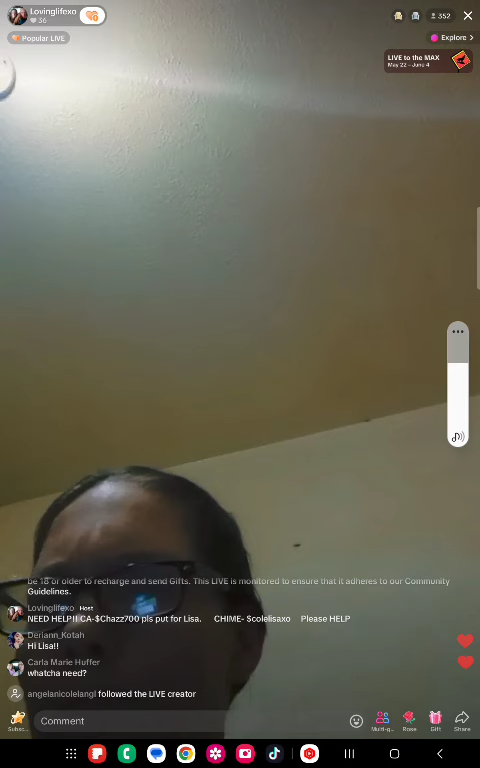 Lovinglifexo
36
352
Popular LIVE
Explore >
LIVE to the MAX
May 22 - June 4
be 18 or older to recharge and send Gifts. This LIVE is monitored to ensure that it adheres to our Community
Guidelines.
Lovinglifexo Host
NEED HELP!! CA-$Chazz700 pls put for Lisa. CHIME- $colelisaxo Please HELP
Deriann_Kotah
Hi Lisa!!
Carla Marie Huffer
whatcha need?
angelanicolelangl followed the LIVE creator
Subsc...
Comment
Multi-g...
Rose
Gift
Share